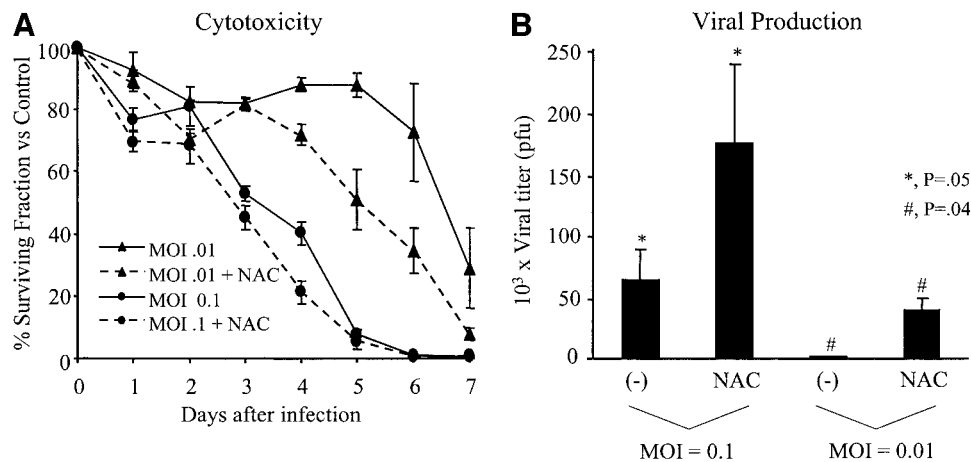 A
Cytotoxicity
% Surviving Fraction vs Control
100
80
60
40
20
0
MOI .01
MOI .01 + NAC
MOI 0.1
MOI .1 + NAC
0 1 2 3 4 5 6 7
Days after infection
B
Viral Production
10³ x Viral titer (pfu)
250
200
150
100
50
0
*
*
#
#
*, P=.05
#, P=.04
(-) NAC (-) NAC
MOI = 0.1 MOI = 0.01